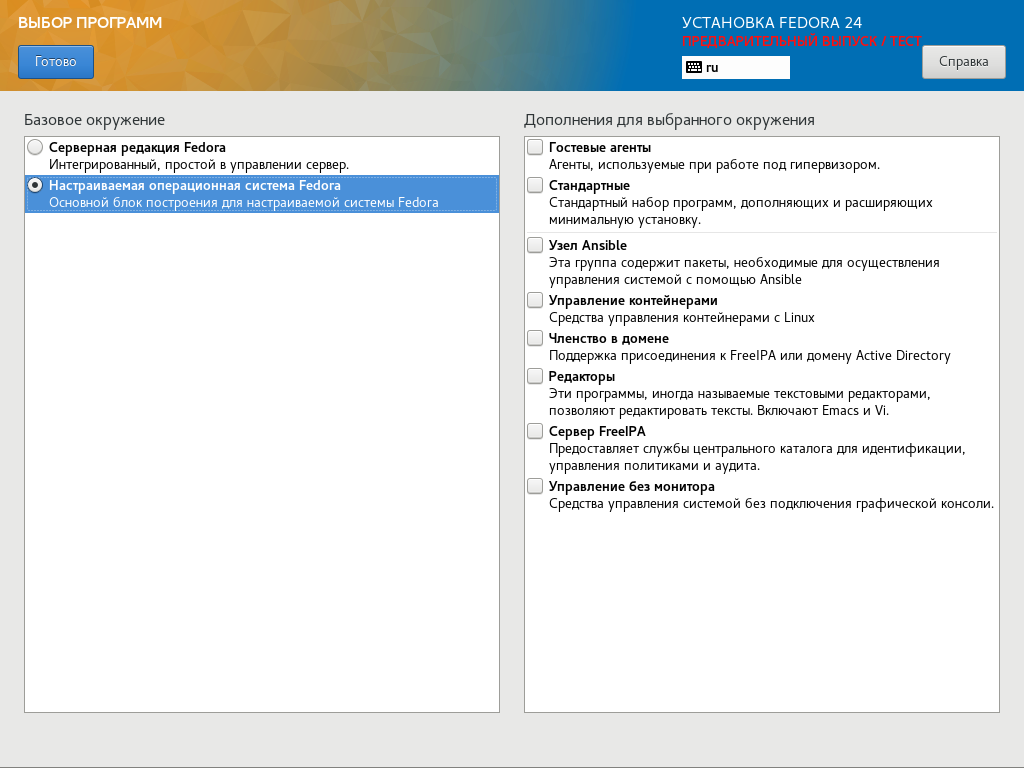 ВЫБОР ПРОГРАММ
Готово
УСТАНОВКА FEDORA 24
ПРЕДВАРИТЕЛЬНЫЙ ВЫПУСК / ТЕСТ
ru
Справка
Базовое окружение
Серверная редакция Fedora
Интегрированный, простой в управлении сервер.
Настраиваемая операционная система Fedora
Основной блок построения для настраиваемой системы Fedora
Дополнения для выбранного окружения
Гостевые агенты
Агенты, используемые при работе под гипервизором.
Стандартные
Стандартный набор программ, дополняющих и расширяющих
минимальную установку.
Узел Ansible
Эта группа содержит пакеты, необходимые для осуществления
управления системой с помощью Ansible
Управление контейнерами
Средства управления контейнерами с Linux
Членство в домене
Поддержка присоединения к FreeIPA или домену Active Directory
Редакторы
Эти программы, иногда называемые текстовыми редакторами,
позволяют редактировать тексты. Включают Emacs и Vi.
Сервер FreeIPA
Предоставляет службы центрального каталога для идентификации,
управления политиками и аудита.
Управление без монитора
Средства управления системой без подключения графической консоли.